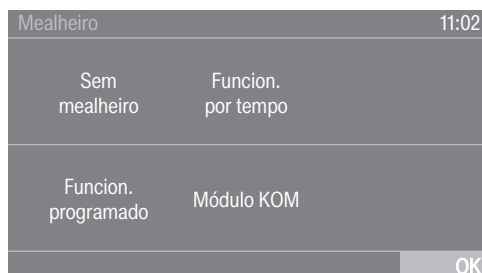 Mealheiro 11:02
Sem Funcion.
mealheiro por tempo
Funcion. Módulo KOM
programado
OK